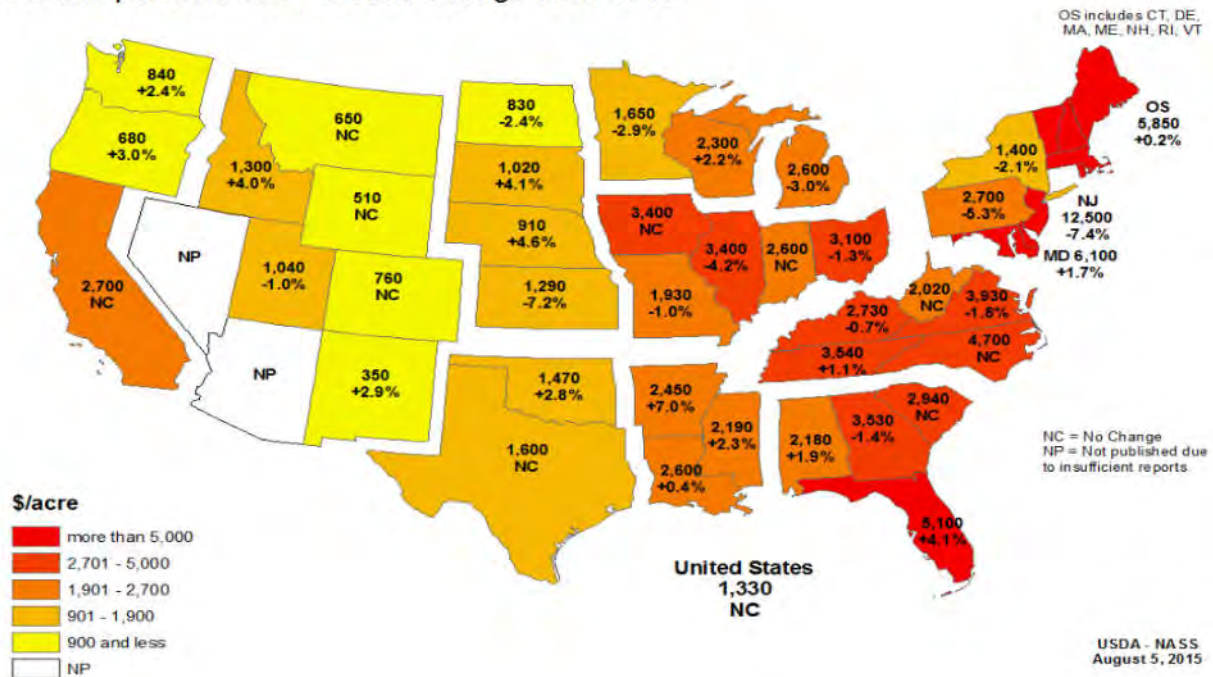 OS includes CT, DE,
MA, ME, NH, RI, VT
840
+2.4%
680
+3.0%
650
NC
1,300
+4.0%
510
NC
830
-2.4%
1,020
+4.1%
910
+4.6%
1,290
-7.2%
1,650
-2.9%
2,300
+2.2%
2,600
-3.0%
OS
5,850
+0.2%
1,400
-2.1%
2,700
-5.3%
NJ
12,500
-7.4%
MD 6,100
+1.7%
2,700
NC
NP
1,040
-1.0%
760
NC
3,400
NC
3,400
-4.2%
2,600
NC
3,100
-1.3%
1,930
-1.0%
2,020
NC
3,930
-1.8%
2,730
-0.7%
4,700
NC
3,540
+1.1%
NP
350
+2.9%
1,470
+2.8%
1,600
NC
2,450
+7.0%
2,190
+2.3%
2,600
+0.4%
2,180
+1.9%
3,530
-1.4%
2,940
NC
5,100
+4.1%
NC = No Change
NP = Not published due
to insufficient reports
$/acre
more than 5,000
2,701 - 5,000
1,901 - 2,700
901 - 1,900
900 and less
NP
United States
1,330
NC
USDA - NASS
August 5, 2015